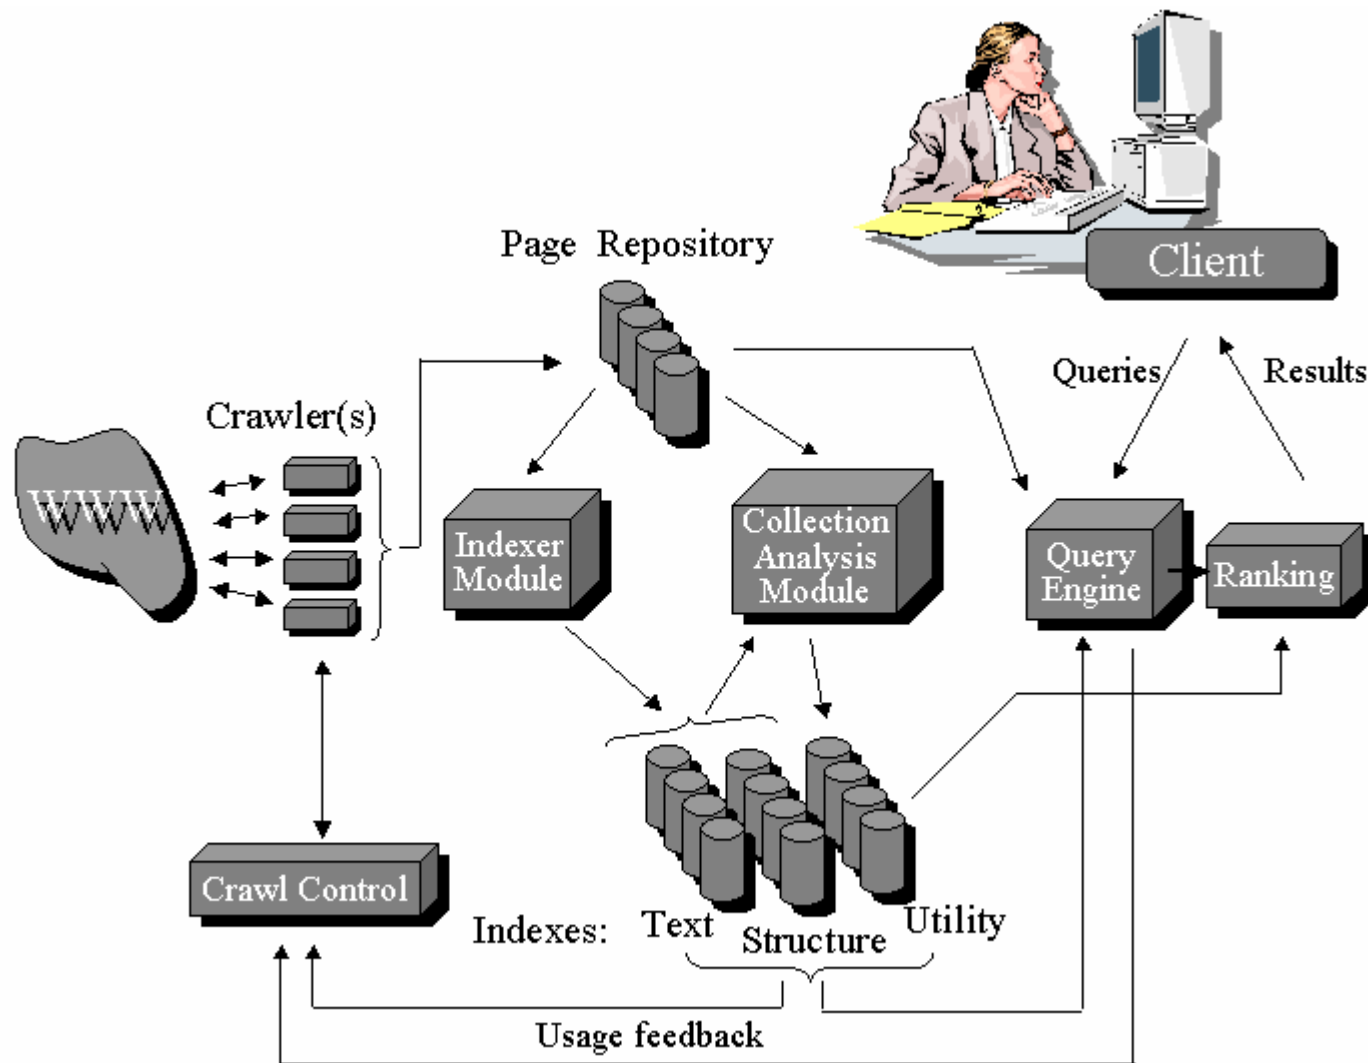 Page Repository
Client
Queries
Results
Crawler(s)
WWW
Indexer
Module
Collection
Analysis
Module
Query
Engine
Ranking
Crawl Control
Indexes:
Text
Structure
Utility
Usage feedback